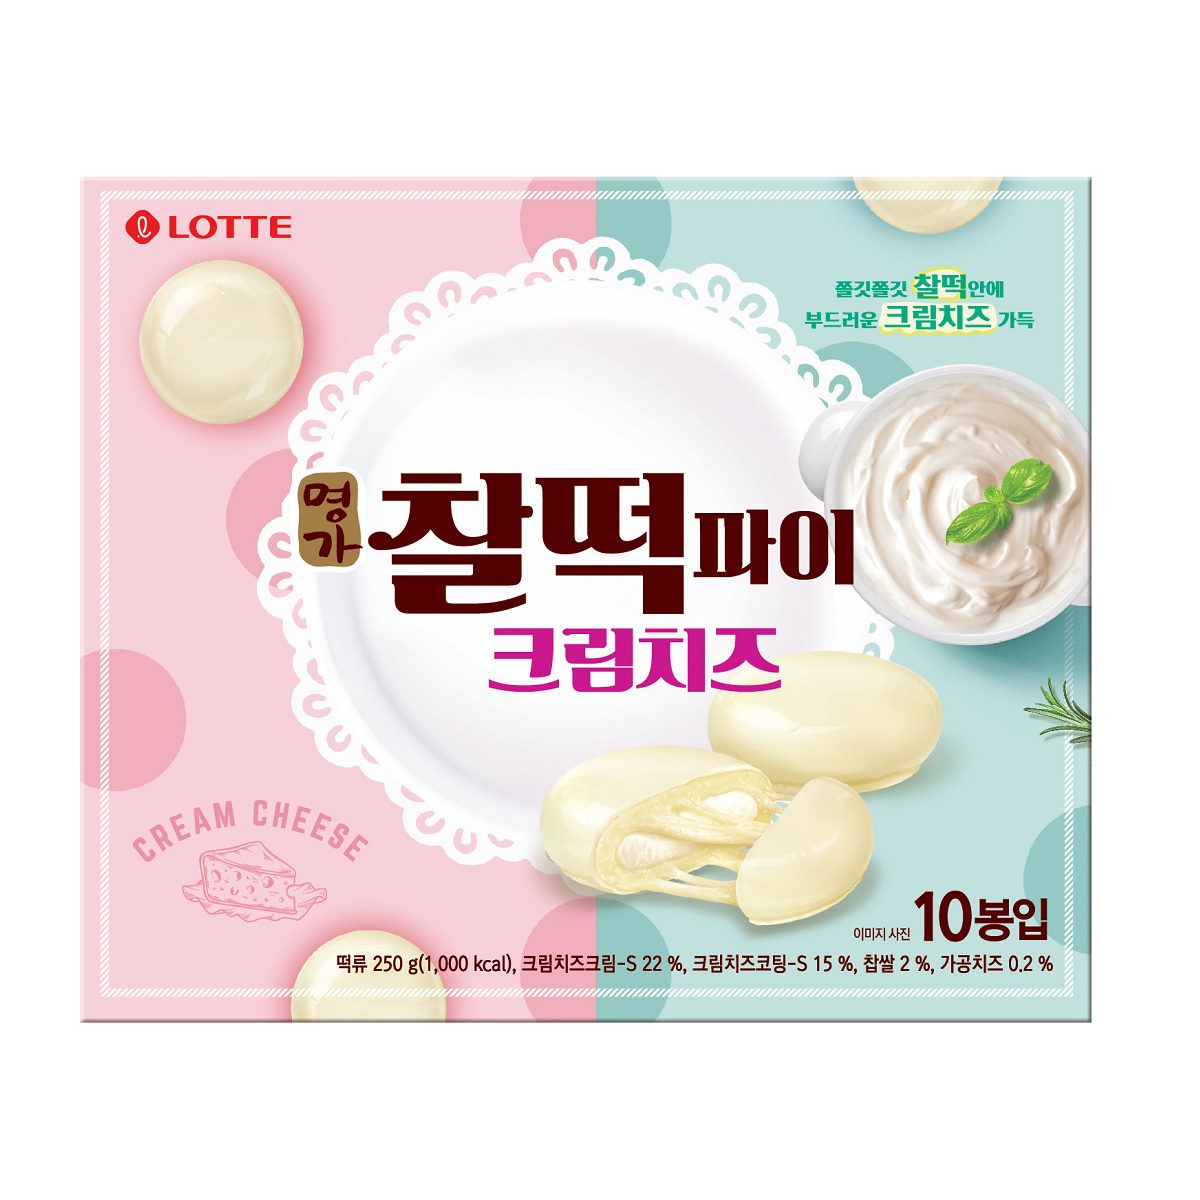 LOTTE
쫄깃쫄깃 찰떡안에
부드러운 크림치즈 가득
명가
찰떡파이
크림치즈
CREAM CHEESE
이미지 사진 10봉입
떡류 250 g(1,000 kcal), 크림치즈크림-S 22 %, 크림치즈코팅-S 15 %, 찹쌀 2 %, 가공치즈 0.2 %